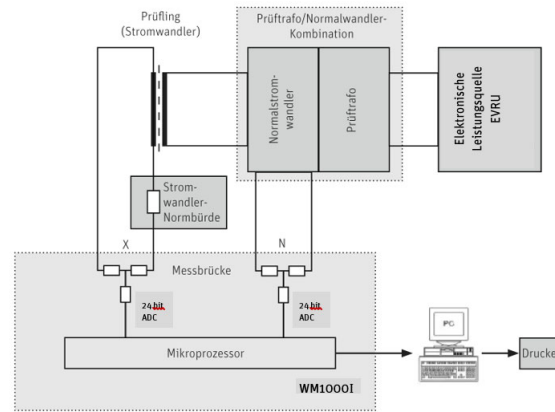 Prüfling
(Stromwandler)
Prüftrafo/Normalwandler-
Kombination
Normalstrom-
wandler
Prüftrafo
Elektronische
Leistungsquelle
EVRU
Strom-
wandler-
Normbürde
X
N
Messbrücke
24 bit
ADC
24 bit
ADC
Mikroprozessor
WM1000I
PC
Drucke